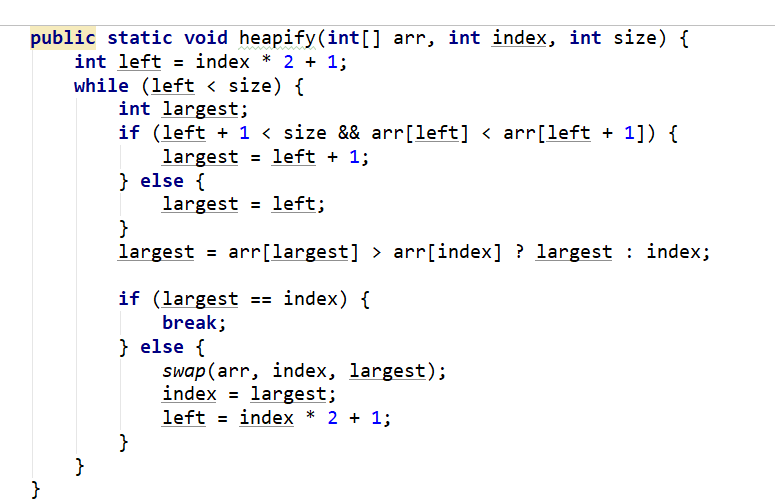 public static void heapify(int[] arr, int index, int size) {
    int left = index * 2 + 1;
    while (left < size) {
        int largest;
        if (left + 1 < size && arr[left] < arr[left + 1]) {
            largest = left + 1;
        } else {
            largest = left;
        }
        largest = arr[largest] > arr[index] ? largest : index;

        if (largest == index) {
            break;
        } else {
            swap(arr, index, largest);
            index = largest;
            left = index * 2 + 1;
        }
    }
}